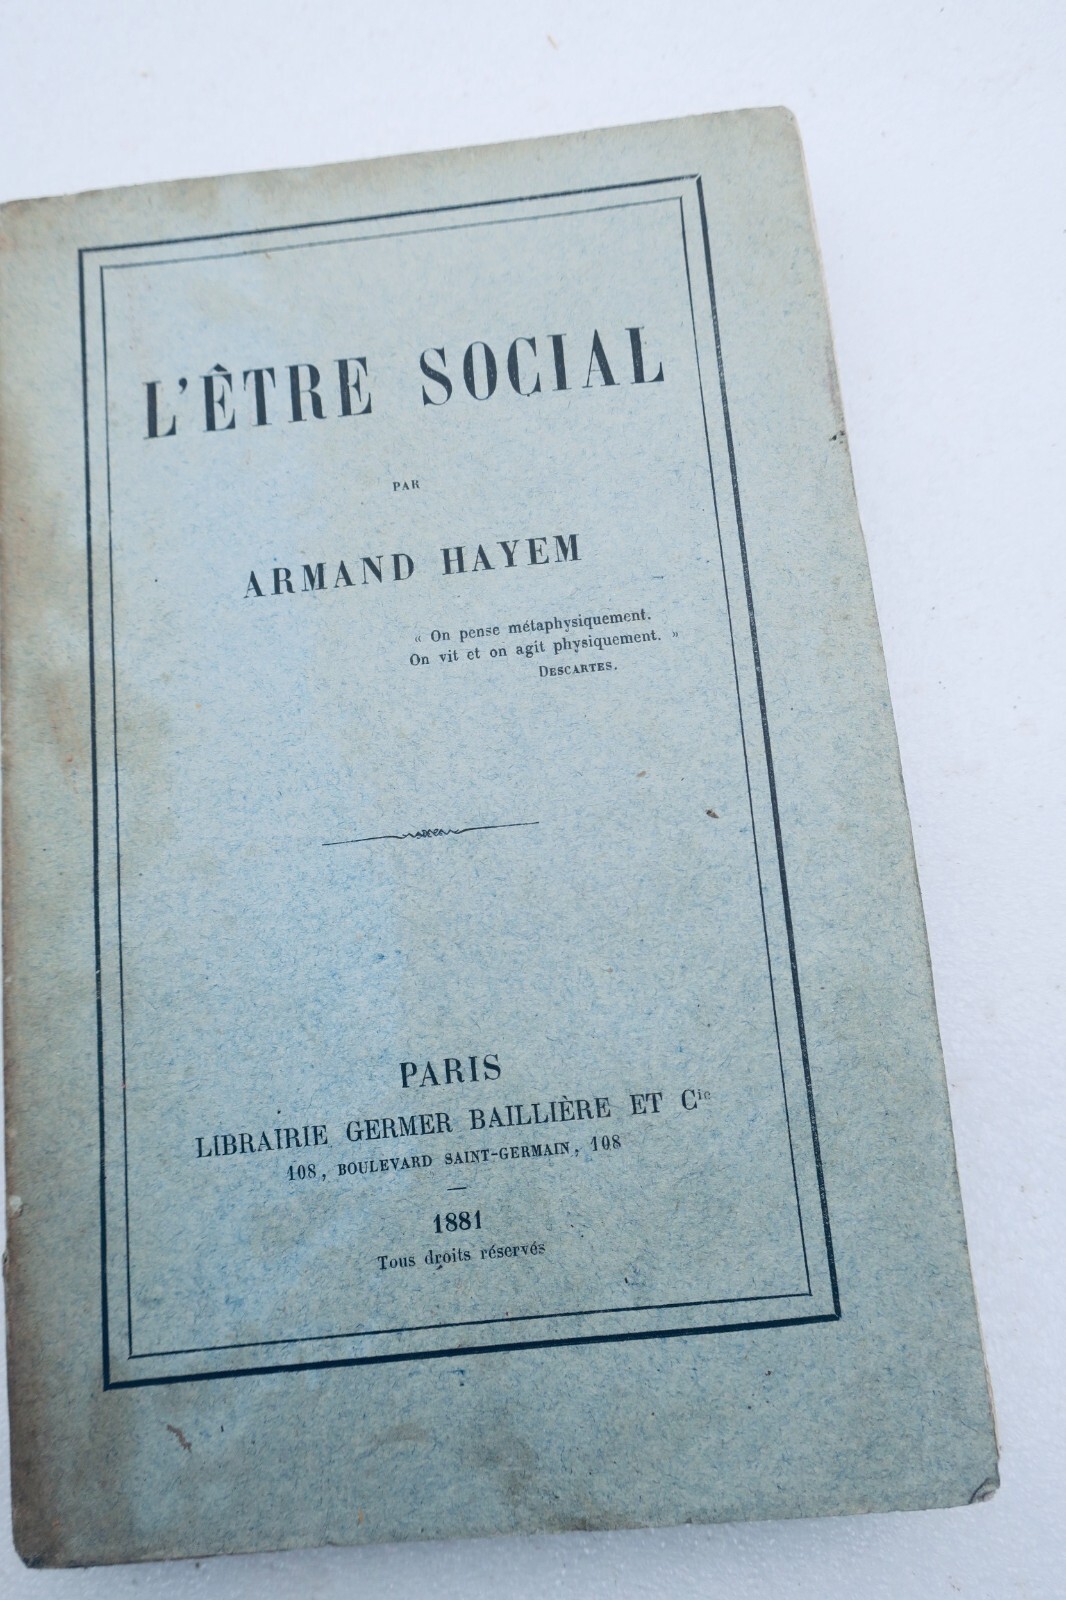 L'ÊTRE SOCIAL
PAR
ARMAND HAYEM
« On pense métaphysiquement.
On vit et on agit physiquement. »
DESCARTES.
PARIS
LIBRAIRIE GERMER BAILLIÈRE ET Cie
108, BOULEVARD SAINT-GERMAIN, 108
1881
Tous droits réservés